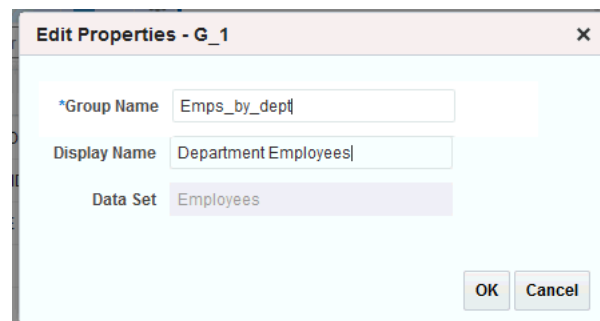 Edit Properties - G_1
*Group Name Emps_by_dept
Display Name Department Employees
Data Set Employees
OK Cancel